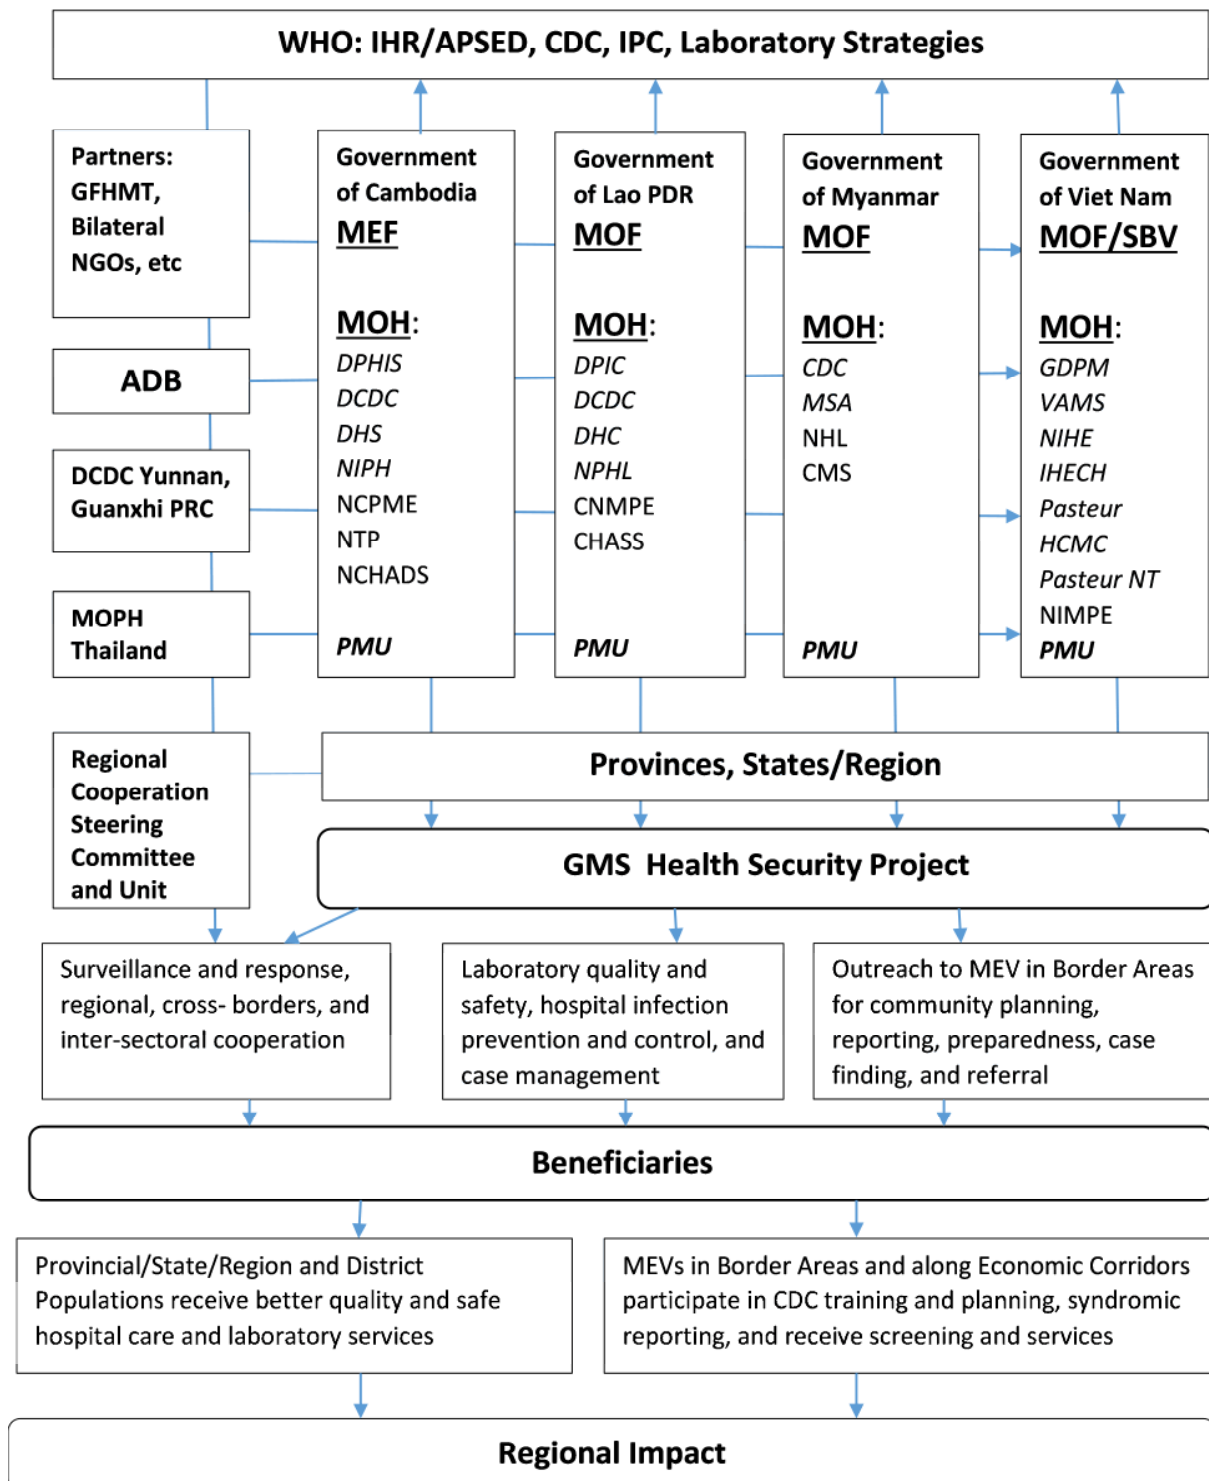 WHO: IHR/APSED, CDC, IPC, Laboratory Strategies
Partners:
GFHMT,
Bilateral
NGOs, etc
ADB
DCDC Yunnan,
Guanxhi PRC
MOPH
Thailand
Regional
Cooperation
Steering
Committee
and Unit
Government
of Cambodia
MEF
MOH:
DPHIS
DCDC
DHS
NIPH
NCPME
NTP
NCHADS
PMU
Government
of Lao PDR
MOF
MOH:
DPIC
DCDC
DHC
NPHL
CNMPE
CHASS
PMU
Government
of Myanmar
MOF
MOH:
CDC
MSA
NHL
CMS
PMU
Government
of Viet Nam
MOF/SBV
MOH:
GDPM
VAMS
NIHE
IHECH
Pasteur
HCMC
Pasteur NT
NIMPE
PMU
Provinces, States/Region
GMS Health Security Project
Surveillance and response,
regional, cross- borders, and
inter-sectoral cooperation
Laboratory quality and
safety, hospital infection
prevention and control, and
case management
Outreach to MEV in Border Areas
for community planning,
reporting, preparedness, case
finding, and referral
Beneficiaries
Provincial/State/Region and District
Populations receive better quality and safe
hospital care and laboratory services
MEVs in Border Areas and along Economic Corridors
participate in CDC training and planning, syndromic
reporting, and receive screening and services
Regional Impact